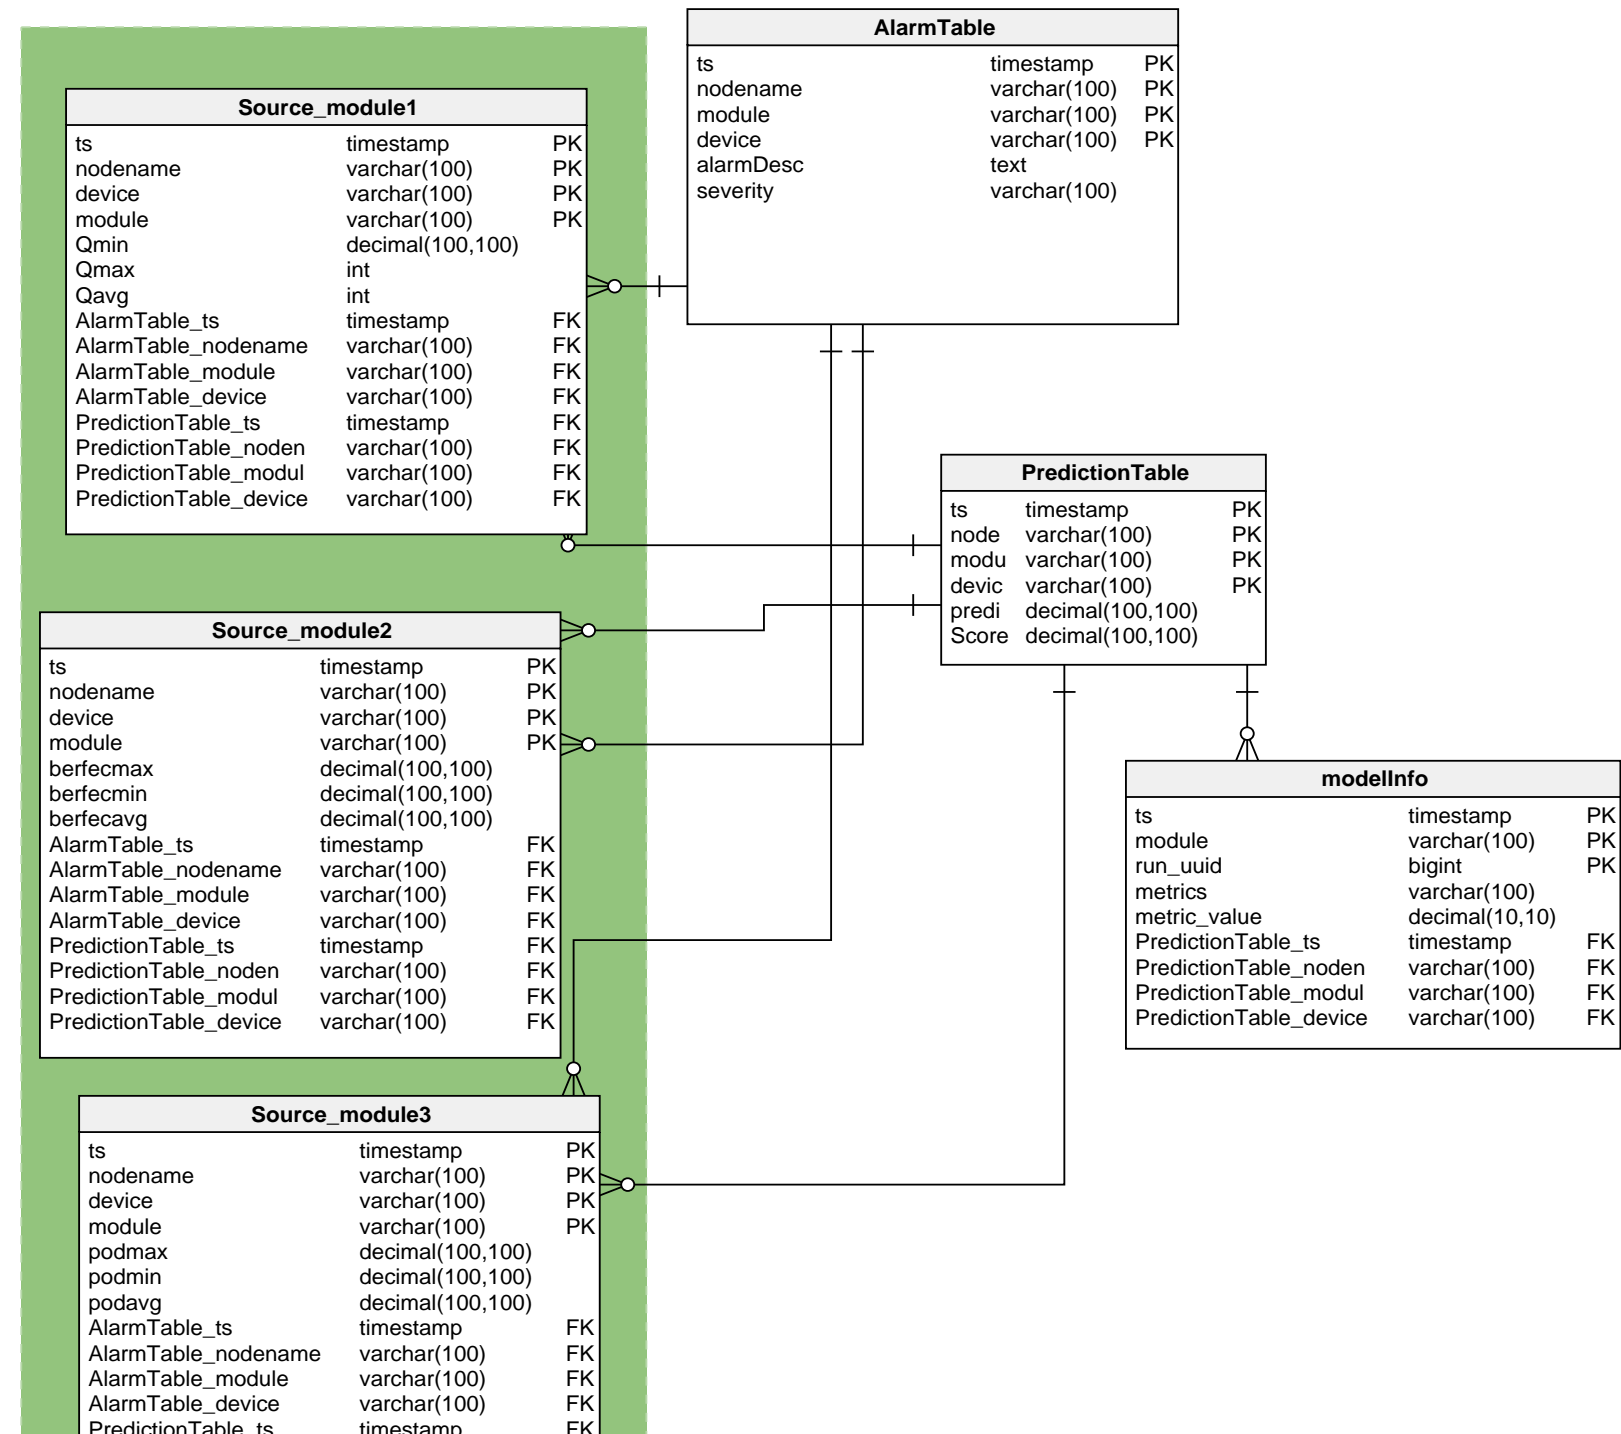 AlarmTable
ts timestamp PK
nodename varchar(100) PK
module varchar(100) PK
device varchar(100) PK
alarmDesc text
severity varchar(100)
Source_module1
ts timestamp PK
nodename varchar(100) PK
device varchar(100) PK
module varchar(100) PK
Qmin decimal(100,100)
Qmax int
Qavg int
AlarmTable_ts timestamp FK
AlarmTable_nodename varchar(100) FK
AlarmTable_module varchar(100) FK
AlarmTable_device varchar(100) FK
PredictionTable_ts timestamp FK
PredictionTable_noden varchar(100) FK
PredictionTable_modul varchar(100) FK
PredictionTable_device varchar(100) FK
PredictionTable
ts timestamp PK
node varchar(100) PK
modu varchar(100) PK
devic varchar(100) PK
predi decimal(100,100)
Score decimal(100,100)
Source_module2
ts timestamp PK
nodename varchar(100) PK
device varchar(100) PK
module varchar(100) PK
berfecmax decimal(100,100)
berfecmin decimal(100,100)
berfecavg decimal(100,100)
AlarmTable_ts timestamp FK
AlarmTable_nodename varchar(100) FK
AlarmTable_module varchar(100) FK
AlarmTable_device varchar(100) FK
PredictionTable_ts timestamp FK
PredictionTable_noden varchar(100) FK
PredictionTable_modul varchar(100) FK
PredictionTable_device varchar(100) FK
modelInfo
ts timestamp PK
module varchar(100) PK
run_uuid bigint PK
metrics varchar(100)
metric_value decimal(10,10)
PredictionTable_ts timestamp FK
PredictionTable_noden varchar(100) FK
PredictionTable_modul varchar(100) FK
PredictionTable_device varchar(100) FK
Source_module3
ts timestamp PK
nodename varchar(100) PK
device varchar(100) PK
module varchar(100) PK
podmax decimal(100,100)
podmin decimal(100,100)
podavg decimal(100,100)
AlarmTable_ts timestamp FK
AlarmTable_nodename varchar(100) FK
AlarmTable_module varchar(100) FK
AlarmTable_device varchar(100) FK
PredictionTable_ts timestamp FK